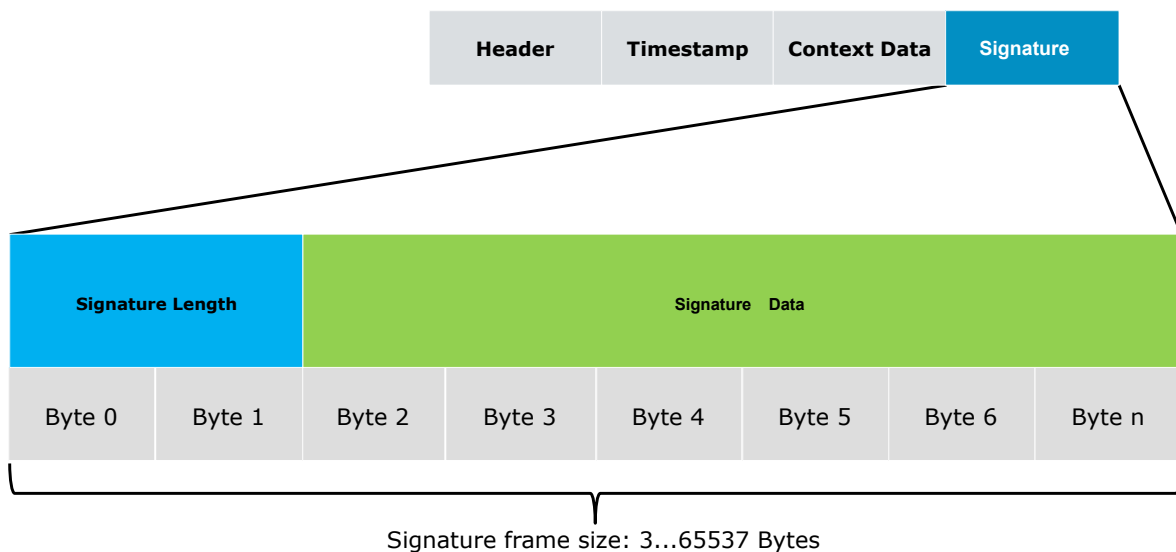 Header Timestamp Context Data Signature
Signature Length Signature Data
Byte 0 Byte 1 Byte 2 Byte 3 Byte 4 Byte 5 Byte 6 Byte n
Signature frame size: 3...65537 Bytes